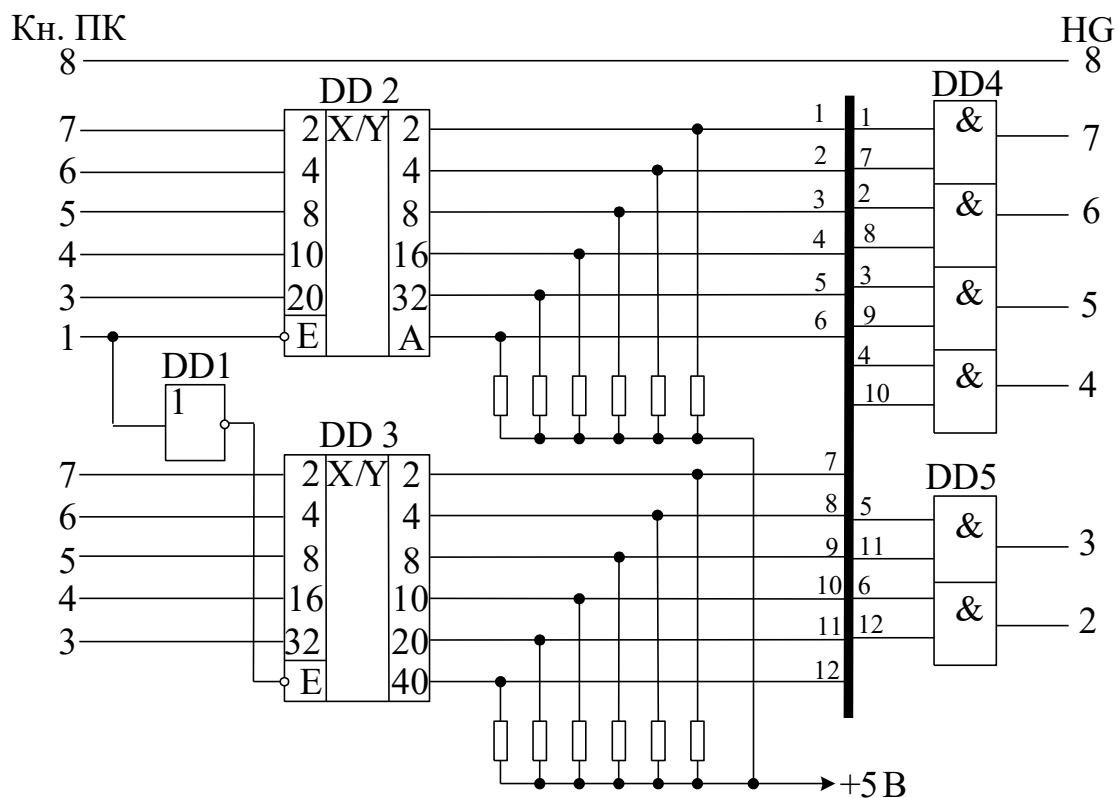 Кн. ПК
HG
8 8
DD 2
DD4
7 2 X/Y 2 1 1 & 7
6 4 4 2 7
5 8 8 3 2 & 6
4 10 16 4 8
3 20 32 5 3 & 5
1 E A 6 9
DD1
4 & 4
1
10
DD 3
7 2 X/Y 2 7
DD5
6 4 4 8 5 & 3
5 8 8 9 11
4 16 10 10 6 & 2
3 32 20 11 12
E 40 12
+5 В